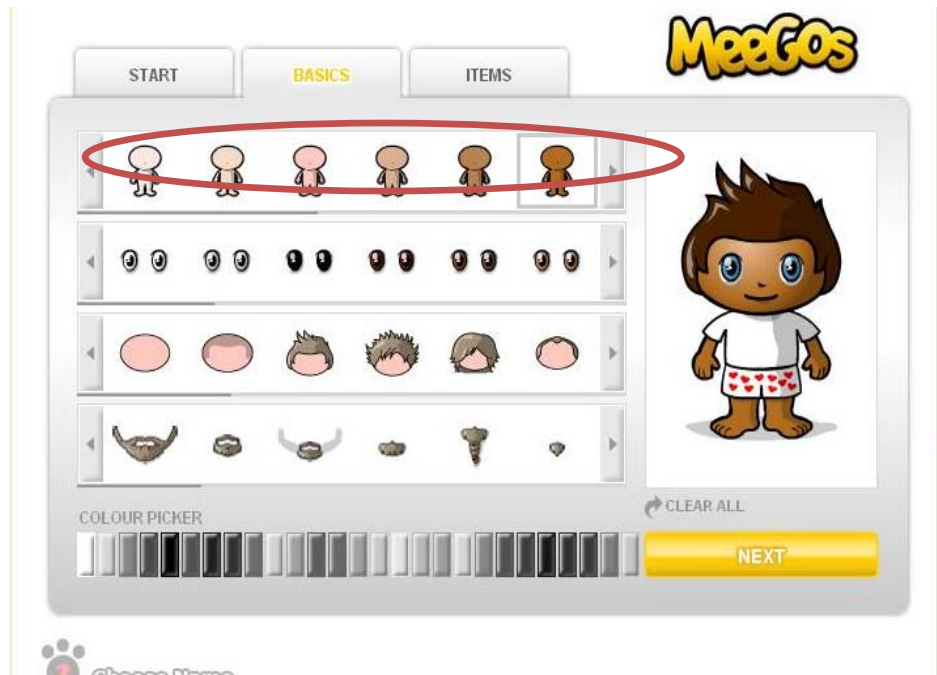 MeeGos
START BASICS ITEMS
COLOUR PICKER
CLEAR ALL
NEXT